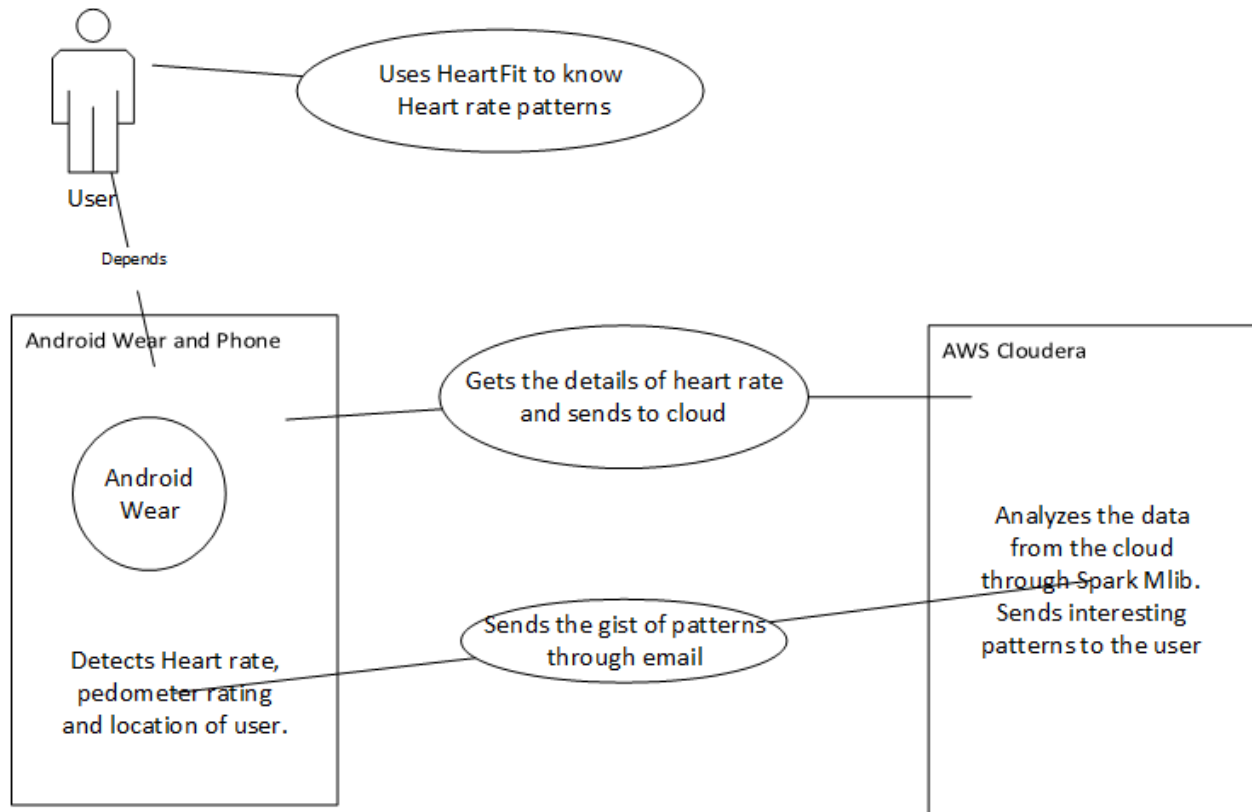 Uses HeartFit to know
Heart rate patterns
User
Depends
Android Wear and Phone
AWS Cloudera
Gets the details of heart rate
and sends to cloud
Android
Wear
Analyzes the data
from the cloud
through Spark Mlib.
Sends interesting
patterns to the user
Sends the gist of patterns
through email
Detects Heart rate,
pedometer rating
and location of user.